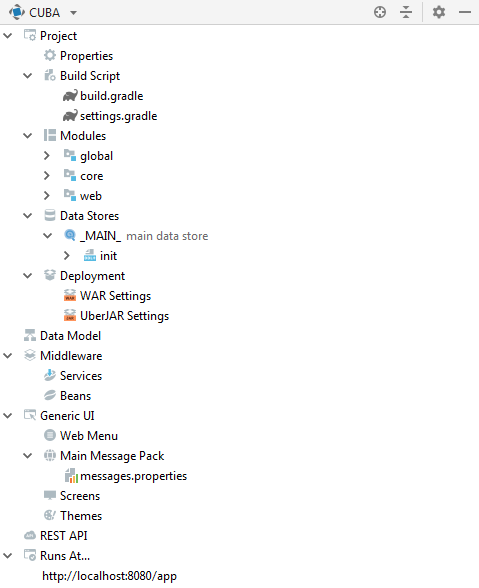 CUBA
Project
Properties
Build Script
build.gradle
settings.gradle
Modules
global
core
web
Data Stores
_MAIN_ main data store
init
Deployment
WAR Settings
UberJAR Settings
Data Model
Middleware
Services
Beans
Generic UI
Web Menu
Main Message Pack
messages.properties
Screens
Themes
REST API
Runs At...
http://localhost:8080/app